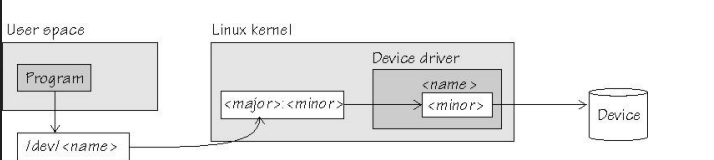 User space
Linux kernel
Device driver
Program
<name>
<major>:<minor>
<minor>
Device
/dev/<name>